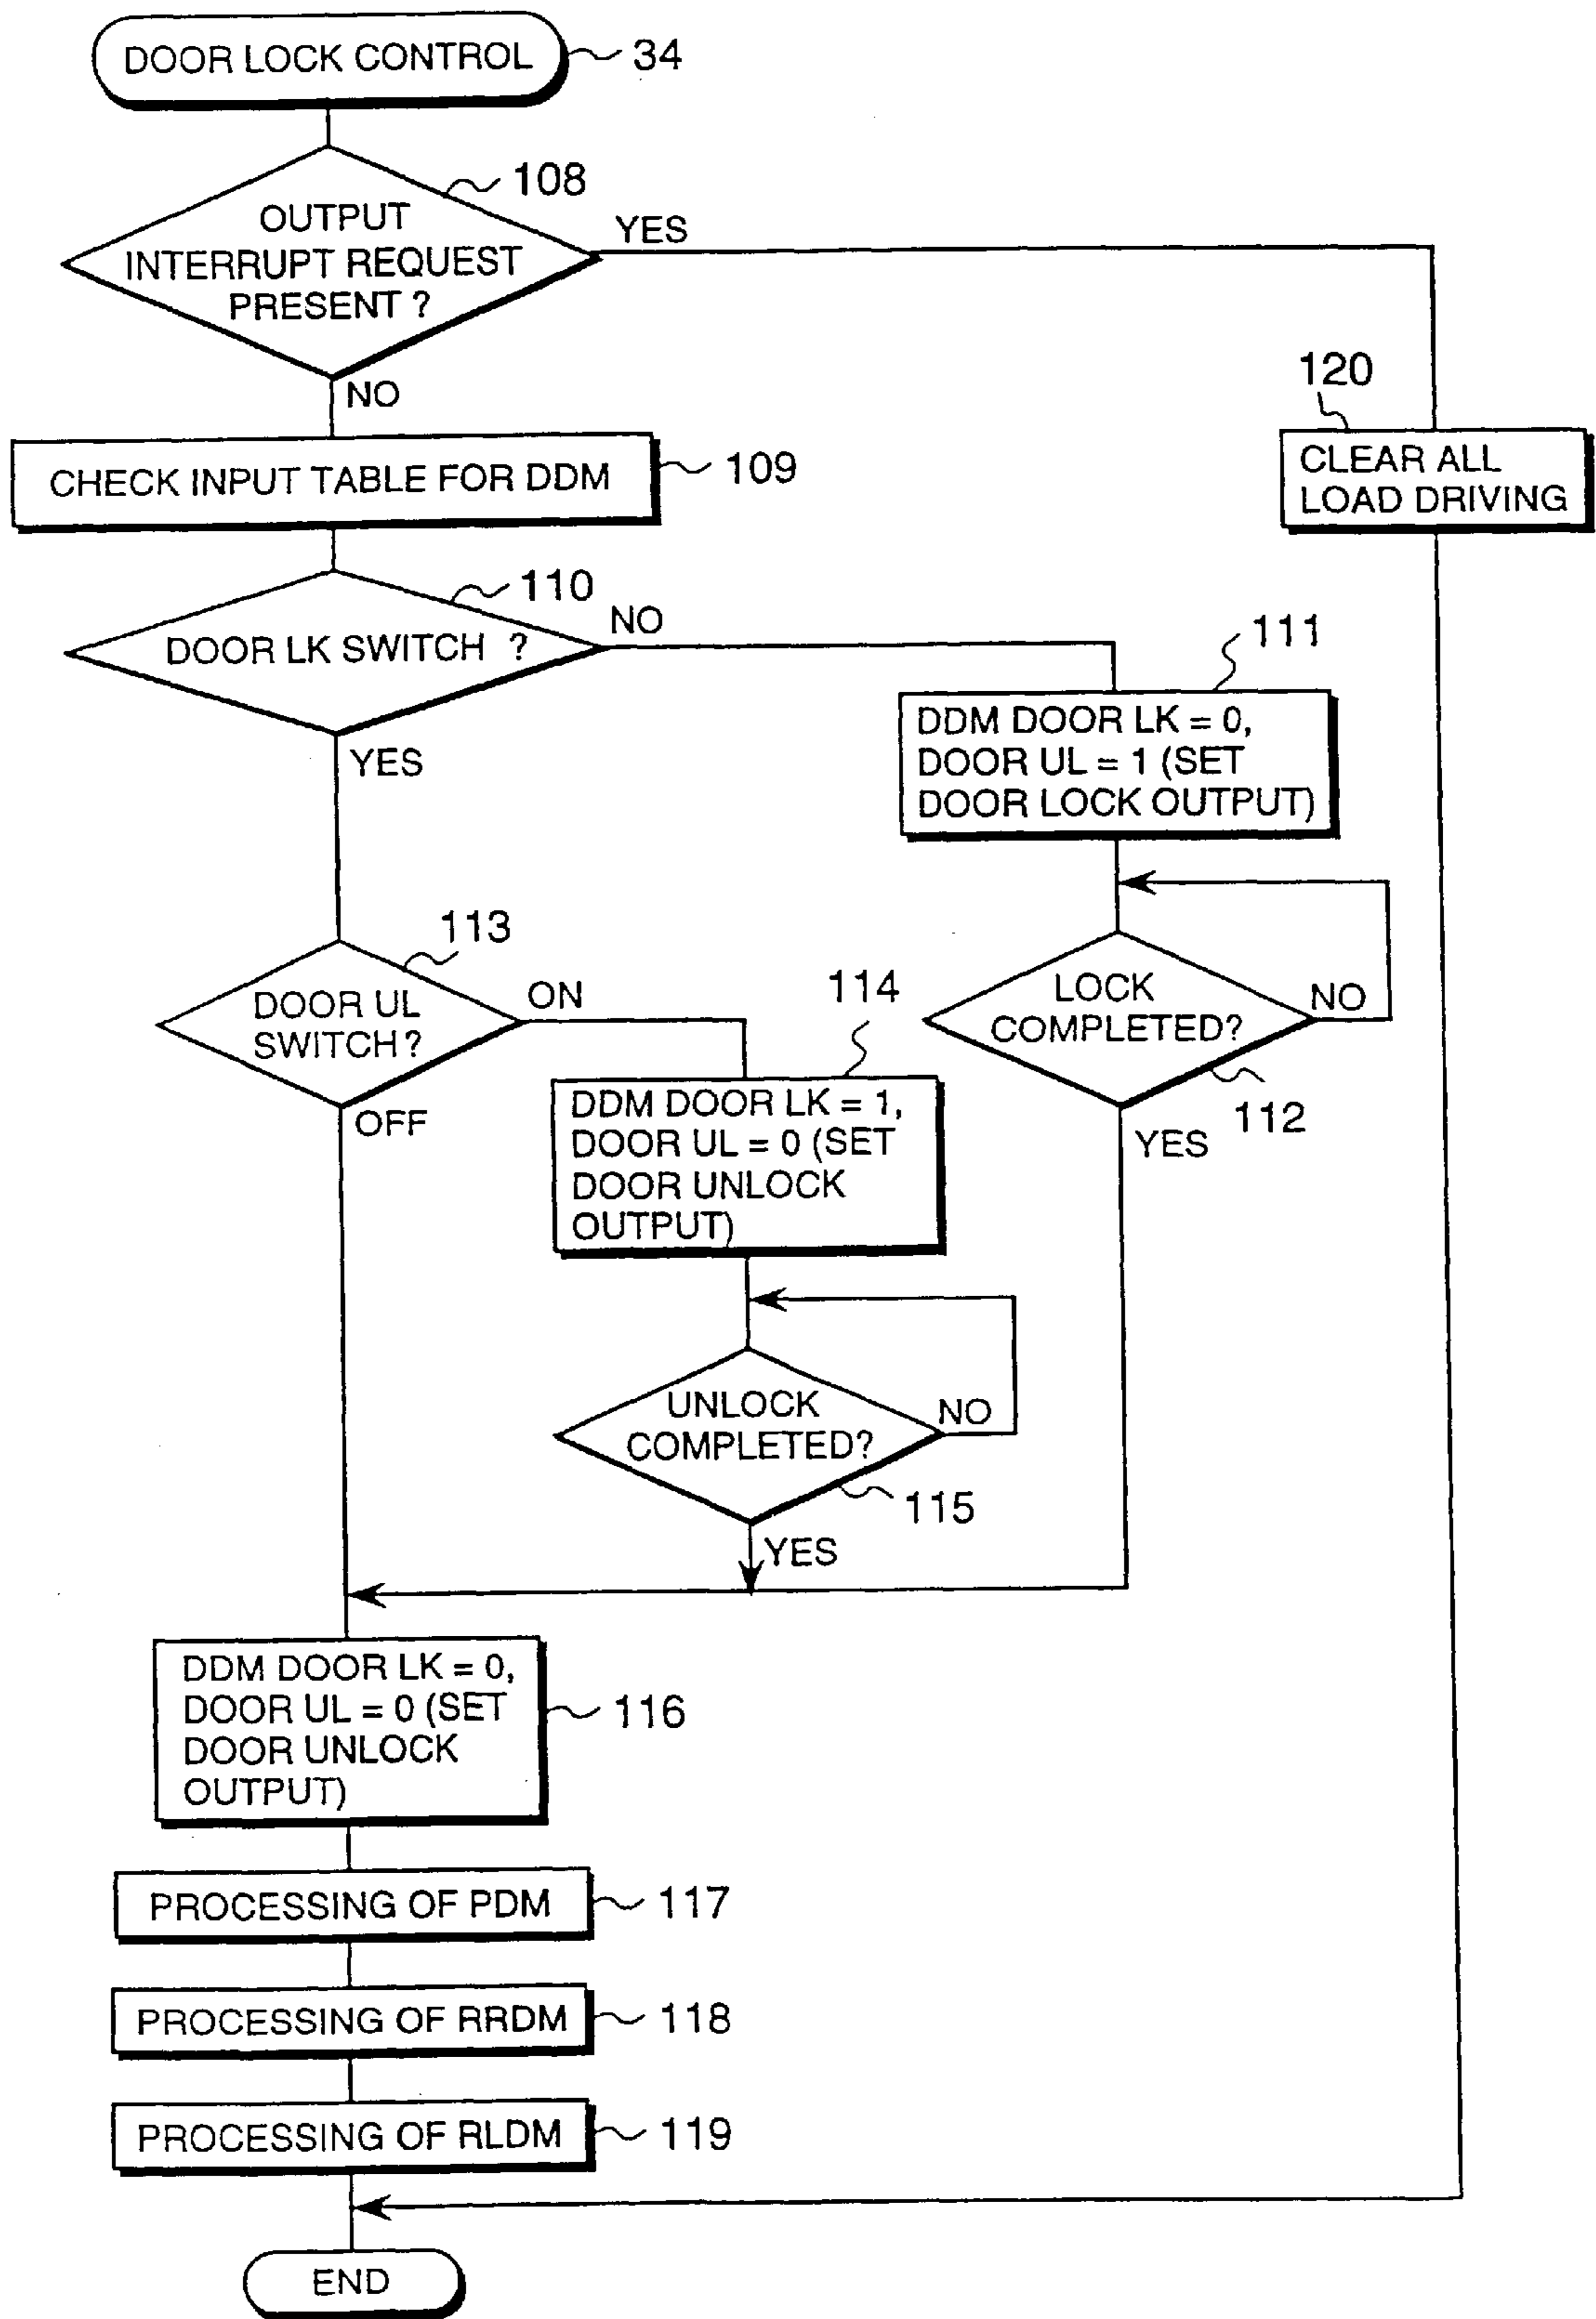 DOOR LOCK CONTROL
34
108
OUTPUT
INTERRUPT REQUEST
PRESENT ?
YES
NO
120
CLEAR ALL
LOAD DRIVING
CHECK INPUT TABLE FOR DDM
109
110
DOOR LK SWITCH ?
NO
YES
111
DDM DOOR LK = 0,
DOOR UL = 1 (SET
DOOR LOCK OUTPUT)
113
DOOR UL
SWITCH?
ON
OFF
114
DDM DOOR LK = 1,
DOOR UL = 0 (SET
DOOR UNLOCK
OUTPUT)
LOCK
COMPLETED?
NO
112
YES
UNLOCK
COMPLETED?
NO
115
YES
DDM DOOR LK = 0,
DOOR UL = 0 (SET
DOOR UNLOCK
OUTPUT)
116
PROCESSING OF PDM
117
PROCESSING OF RRDM
118
PROCESSING OF RLDM
119
END